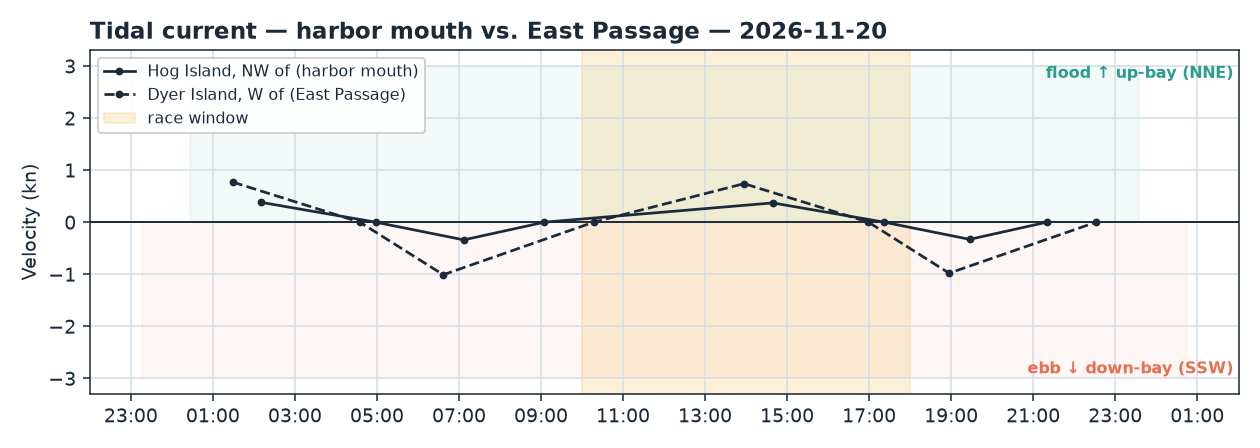 Tidal current — harbor mouth vs. East Passage — 2026-11-20
Hog Island, NW of (harbor mouth)
Dyer Island, W of (East Passage)
race window
flood ↑ up-bay (NNE)
ebb ↓ down-bay (SSW)
Velocity (kn)
3
2
1
0
−1
−2
−3
23:00 01:00 03:00 05:00 07:00 09:00 11:00 13:00 15:00 17:00 19:00 21:00 23:00 01:00